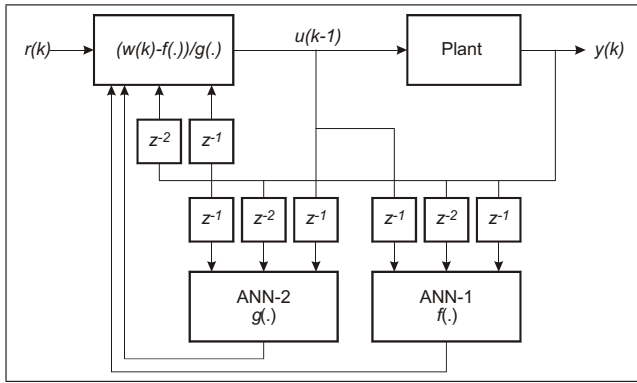 r(k)
(w(k)-f(.))/g(.)
u(k-1)
Plant
y(k)
z-2
z-1
z-1
z-2
z-1
z-1
z-2
z-1
ANN-2
g(.)
ANN-1
f(.)